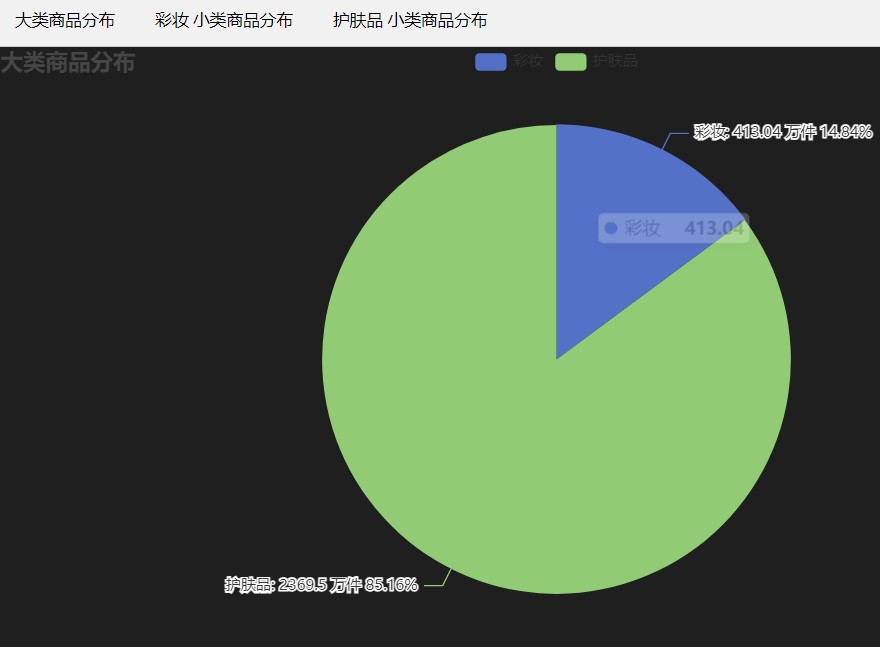 大类商品分布 彩妆 小类商品分布 护肤品 小类商品分布
大类商品分布 彩妆 护肤品
彩妆: 413.04 万件 14.84%
彩妆 413.04
护肤品: 2369.5 万件 85.16%